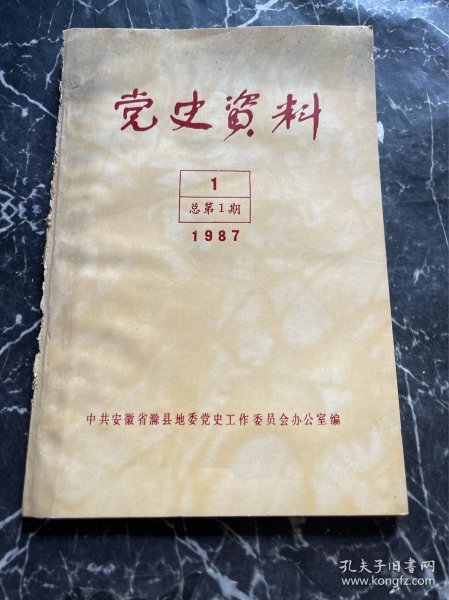 党史资料
1
总第1期
1987
中共安徽省滁县地委党史工作委员会办公室编
孔夫子旧书网
www.kongfz.com